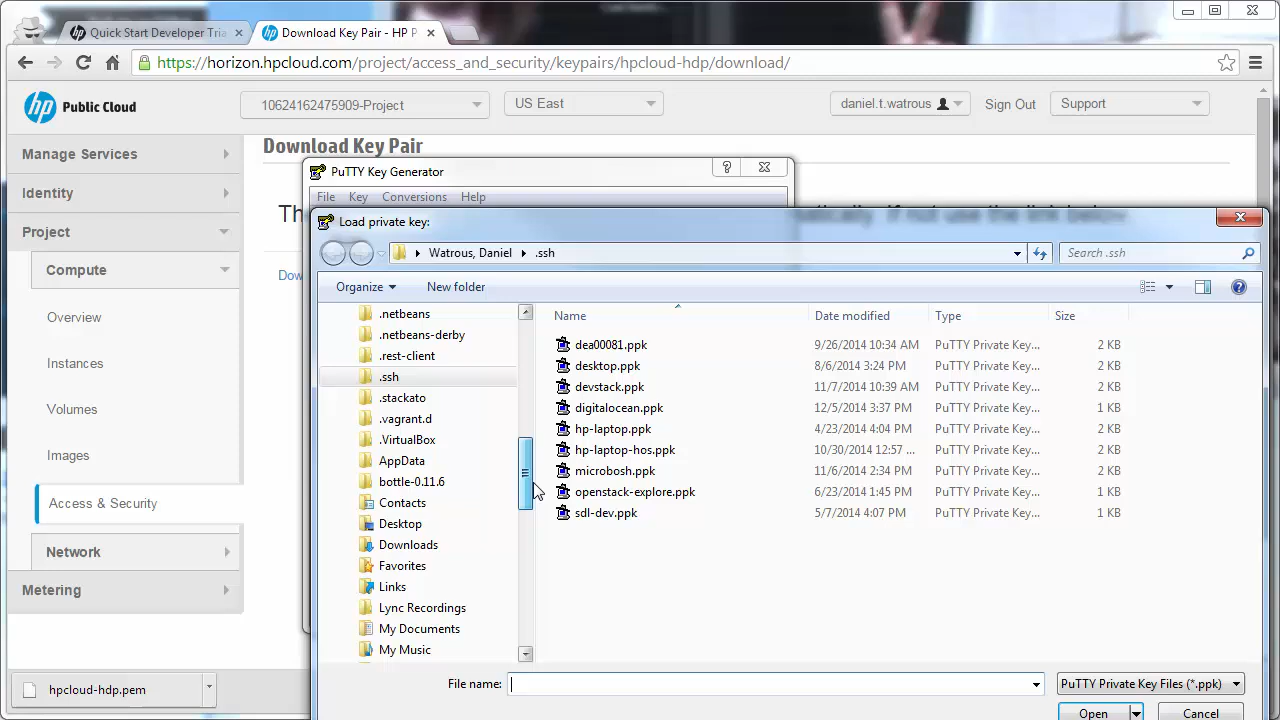 Quick Start Developer Tria
Download Key Pair - HP P
https://horizon.hpcloud.com/project/access_and_security/keypairs/hpcloud-hdp/download/
hp Public Cloud
10624162475909-Project
US East
daniel.t.watrous
Sign Out
Support
Manage Services
Identity
Project
Compute
Overview
Instances
Volumes
Images
Access & Security
Network
Metering
Download Key Pair
Th
atically. If not use the link below.
Dow
PuTTY Key Generator
?
File Key Conversions Help
Load private key:
Watrous, Daniel .ssh
Search .ssh
Organize New folder
.netbeans
.netbeans-derby
.rest-client
.ssh
.stackato
.vagrant.d
.VirtualBox
AppData
bottle-0.11.6
Contacts
Desktop
Downloads
Favorites
Links
Lync Recordings
My Documents
My Music
Name Date modified Type Size
dea00081.ppk 9/26/2014 10:34 AM PuTTY Private Key... 2 KB
desktop.ppk 8/6/2014 3:24 PM PuTTY Private Key... 2 KB
devstack.ppk 11/7/2014 10:39 AM PuTTY Private Key... 2 KB
digitalocean.ppk 12/5/2014 3:37 PM PuTTY Private Key... 1 KB
hp-laptop.ppk 4/23/2014 4:04 PM PuTTY Private Key... 2 KB
hp-laptop-hos.ppk 10/30/2014 12:57 ... PuTTY Private Key... 2 KB
microbosh.ppk 11/6/2014 2:34 PM PuTTY Private Key... 2 KB
openstack-explore.ppk 6/23/2014 1:45 PM PuTTY Private Key... 1 KB
sdl-dev.ppk 5/7/2014 4:07 PM PuTTY Private Key... 1 KB
File name:
PuTTY Private Key Files (*.ppk)
Open
Cancel
hpcloud-hdp.pem